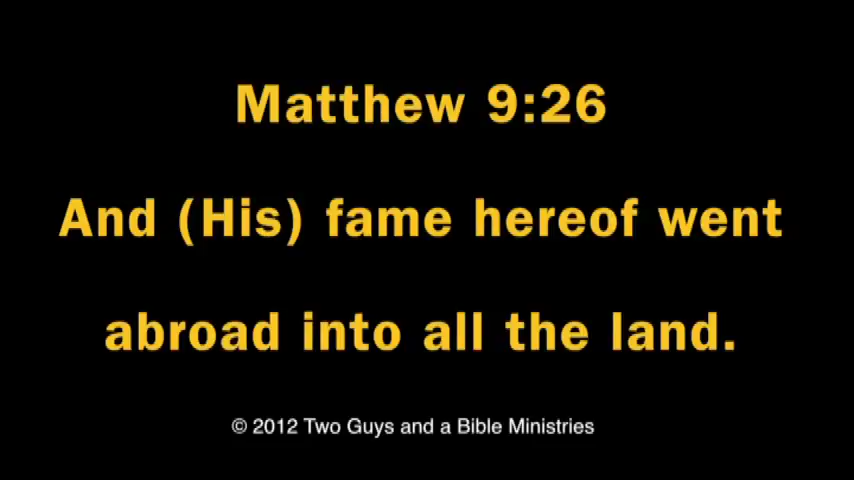 Matthew 9:26
And (His) fame hereof went
abroad into all the land.
© 2012 Two Guys and a Bible Ministries